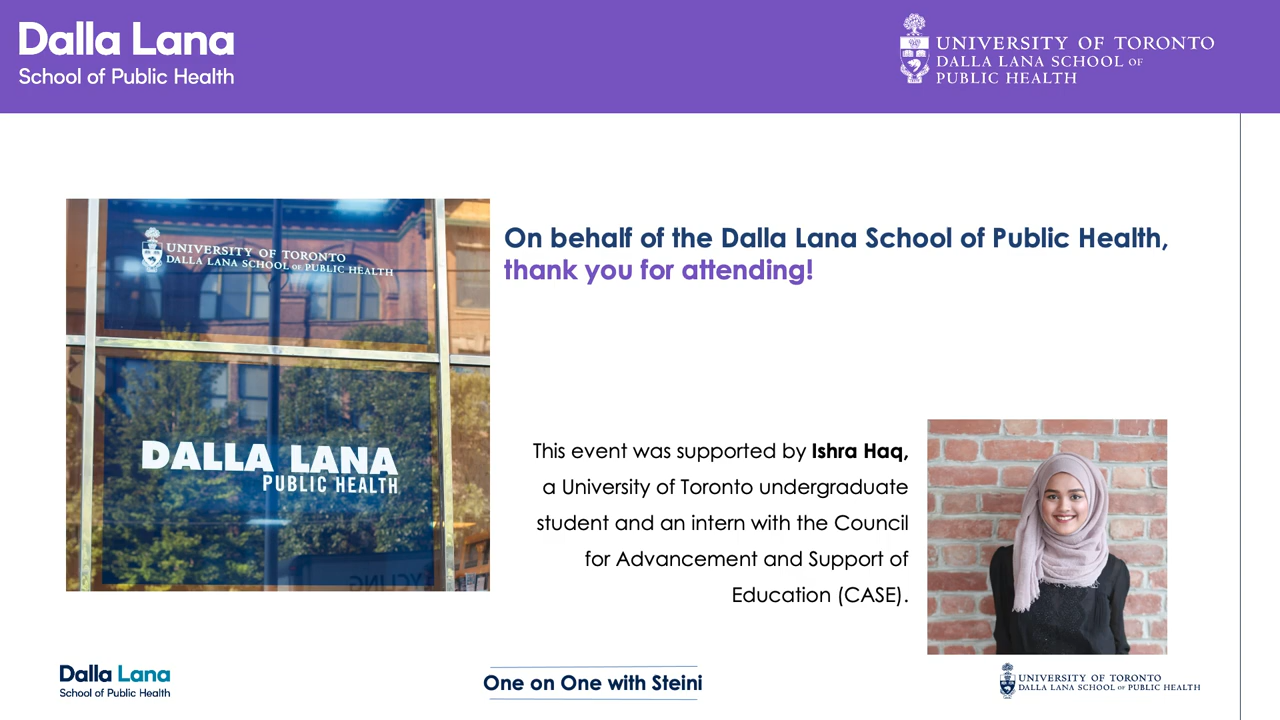 Dalla Lana
School of Public Health
UNIVERSITY OF TORONTO
DALLA LANA SCHOOL OF
PUBLIC HEALTH
UNIVERSITY OF TORONTO
DALLA LANA SCHOOL OF PUBLIC HEALTH
DALLA LANA
PUBLIC HEALTH
On behalf of the Dalla Lana School of Public Health,
thank you for attending!
This event was supported by Ishra Haq,
a University of Toronto undergraduate
student and an intern with the Council
for Advancement and Support of
Education (CASE).
Dalla Lana
School of Public Health
One on One with Steini
UNIVERSITY OF TORONTO
DALLA LANA SCHOOL OF PUBLIC HEALTH